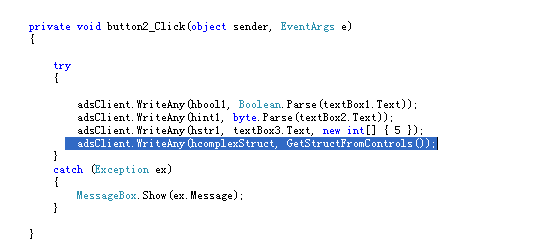 private void button2_Click(object sender, EventArgs e)
{
try
{
adsClient.WriteAny(hbool1, Boolean.Parse(textBox1.Text));
adsClient.WriteAny(hint1, byte.Parse(textBox2.Text));
adsClient.WriteAny(hstr1, textBox3.Text, new int[] { 5 });
adsClient.WriteAny(hcomplexStruct, GetStructFromControls());
}
catch (Exception ex)
{
MessageBox.Show(ex.Message);
}
}